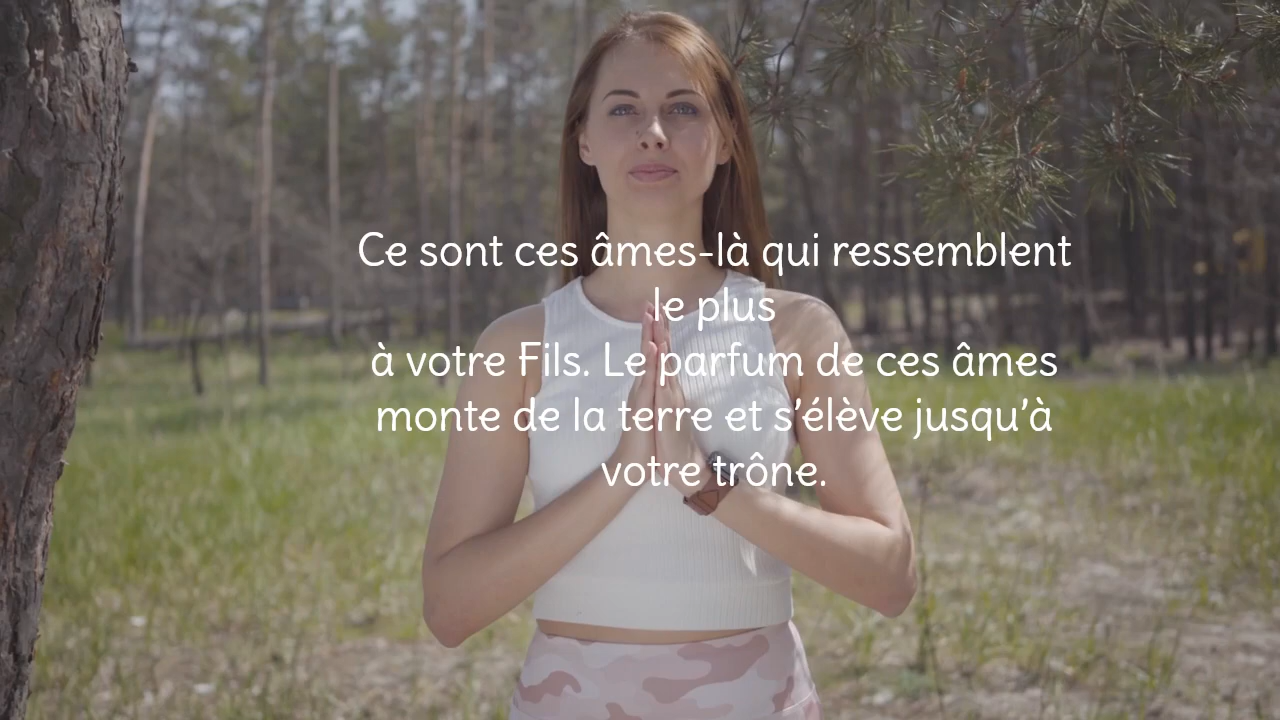 Ce sont ces âmes-là qui ressemblent
le plus
à votre Fils. Le parfum de ces âmes
monte de la terre et s’élève jusqu’à
votre trône.